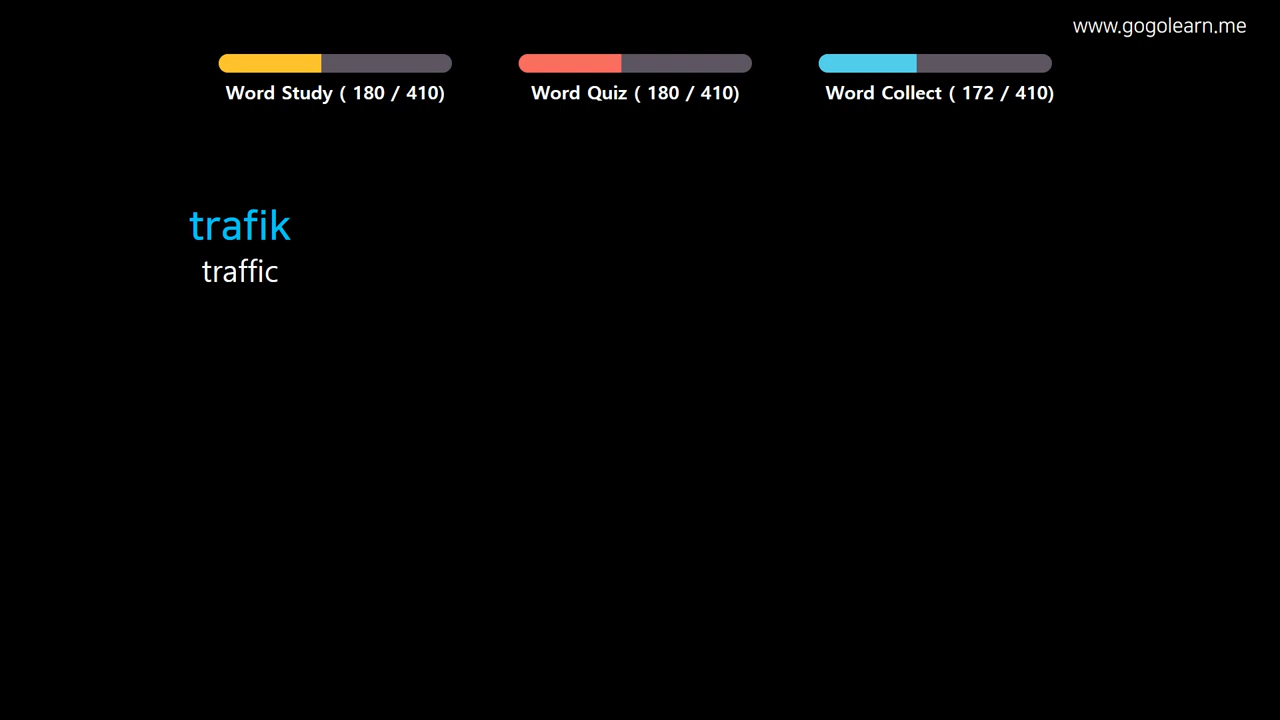 www.gogolearn.me
Word Study ( 180 / 410)
Word Quiz ( 180 / 410)
Word Collect ( 172 / 410)
trafik
traffic